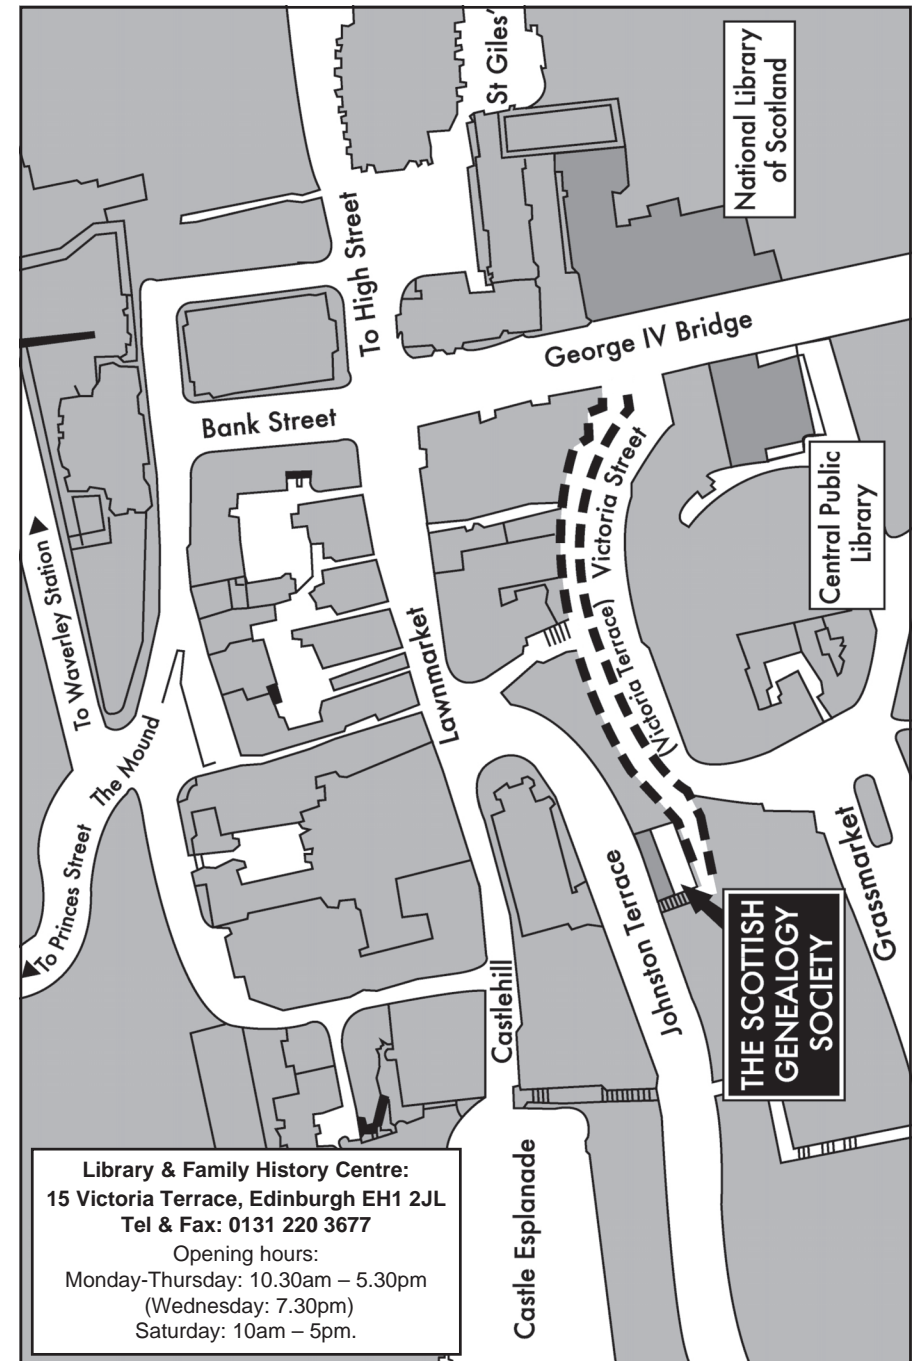 St Giles'
National Library
of Scotland
To High Street
George IV Bridge
Bank Street
Victoria Street
(Victoria Terrace)
Central Public
Library
To Waverley Station
Lawnmarket
The Mound
To Princes Street
Johnston Terrace
Grassmarket
THE SCOTTISH
GENEALOGY
SOCIETY
Castlehill
Castle Esplanade
Library & Family History Centre:
15 Victoria Terrace, Edinburgh EH1 2JL
Tel & Fax: 0131 220 3677
Opening hours:
Monday-Thursday: 10.30am – 5.30pm
(Wednesday: 7.30pm)
Saturday: 10am – 5pm.